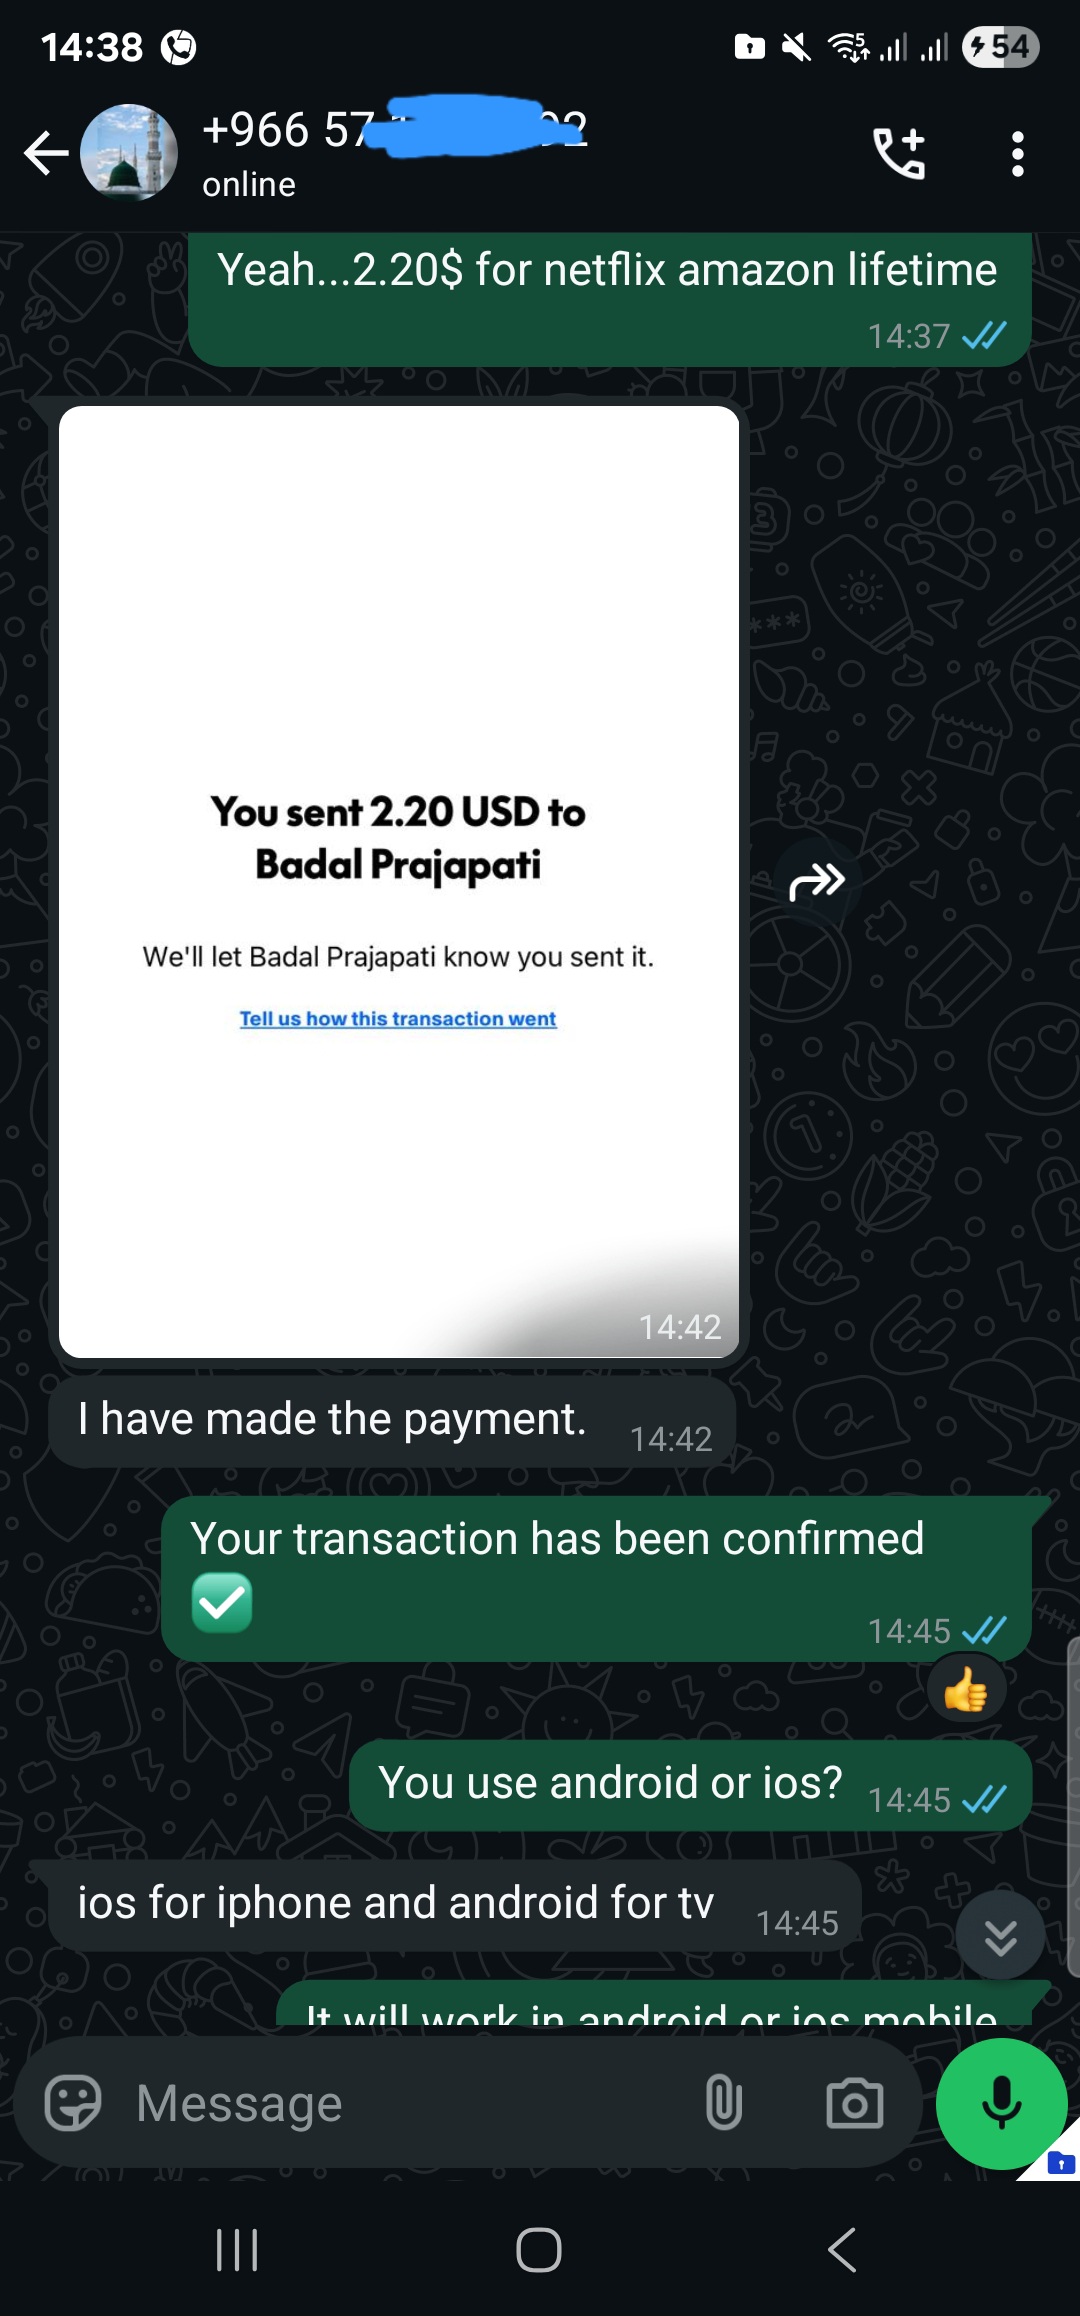 14:38
54
+966 57
92
online
Yeah...2.20$ for netflix amazon lifetime
14:37
You sent 2.20 USD to
Badal Prajapati
We'll let Badal Prajapati know you sent it.
Tell us how this transaction went
14:42
I have made the payment.
14:42
Your transaction has been confirmed
✅
14:45
👍
You use android or ios?
14:45
ios for iphone and android for tv
14:45
It will work in android or ios mobile
Message